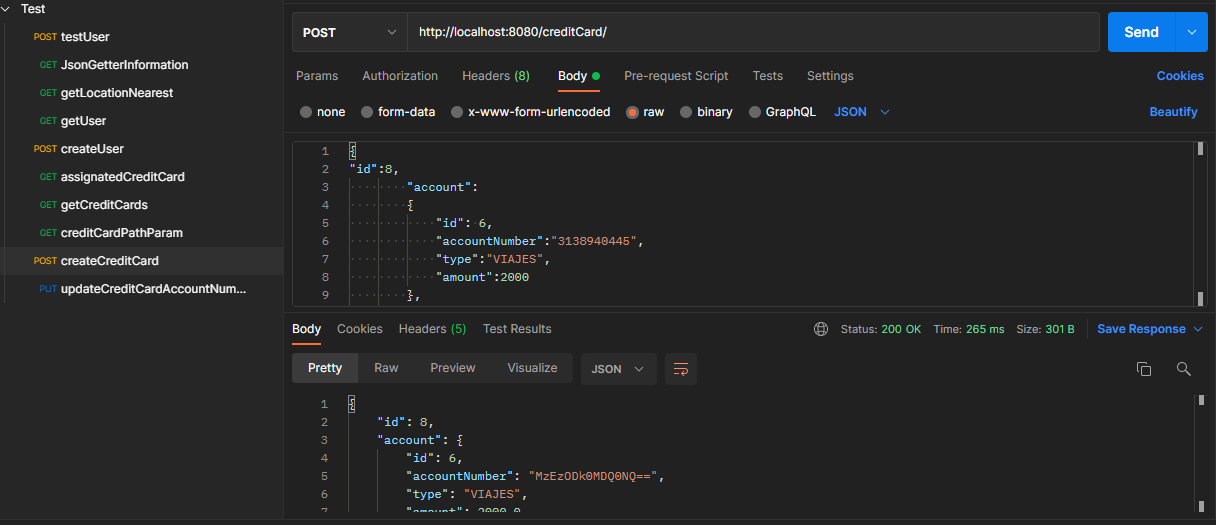 Test
POST testUser
GET JsonGetterInformation
GET getLocationNearest
GET getUser
POST createUser
GET assignatedCreditCard
GET getCreditCards
GET creditCardPathParam
POST createCreditCard
PUT updateCreditCardAccountNum...
POST http://localhost:8080/creditCard/ Send
Params Authorization Headers (8) Body Pre-request Script Tests Settings Cookies
none form-data x-www-form-urlencoded raw binary GraphQL JSON Beautify
1 {
2 "id":8,
3 "account":
4 {
5 "id": 6,
6 "accountNumber":"3138940445",
7 "type":"VIAJES",
8 "amount":2000
9 },
Body Cookies Headers (5) Test Results Status: 200 OK Time: 265 ms Size: 301 B Save Response
Pretty Raw Preview Visualize JSON
1 {
2 "id": 8,
3 "account": {
4 "id": 6,
5 "accountNumber": "MzEzODk0MDQ0NQ==",
6 "type": "VIAJES",
7 "amount": 2000.0